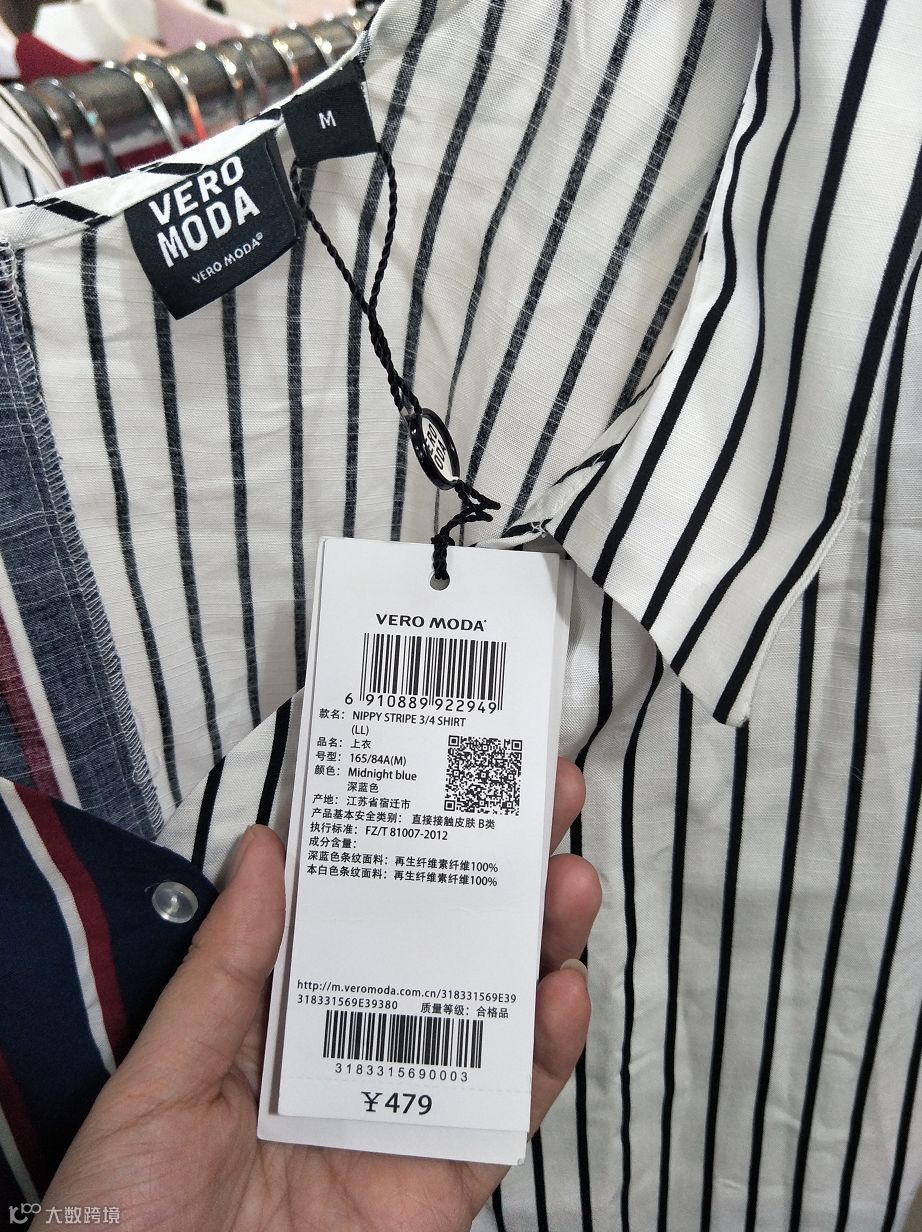 M
VERO
MODA
VERO MODA®
ERO
ODA
VERO MODA®
6 910889 922949
款名: NIPPY STRIPE 3/4 SHIRT
(LL)
品名: 上衣
号型: 165/84A(M)
颜色: Midnight blue
深蓝色
产地: 江苏省宿迁市
产品基本安全类别: 直接接触皮肤 B类
执行标准: FZ/T 81007-2012
成分含量:
深蓝色条纹面料: 再生纤维素纤维100%
本白色条纹面料: 再生纤维素纤维100%
http://m.veromoda.com.cn/318331569E39
318331569E39380 质量等级: 合格品
3183315690003
¥479
大数跨境